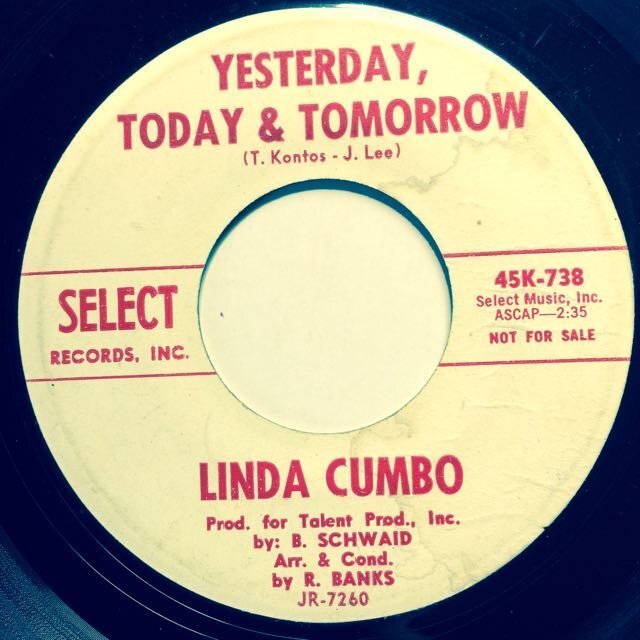 YESTERDAY,
TODAY & TOMORROW
(T. Kontos - J. Lee)
SELECT
RECORDS, INC.
45K-738
Select Music, Inc.
ASCAP—2:35
NOT FOR SALE
LINDA CUMBO
Prod. for Talent Prod., Inc.
by: B. SCHWAID
Arr. & Cond.
by R. BANKS
JR-7260